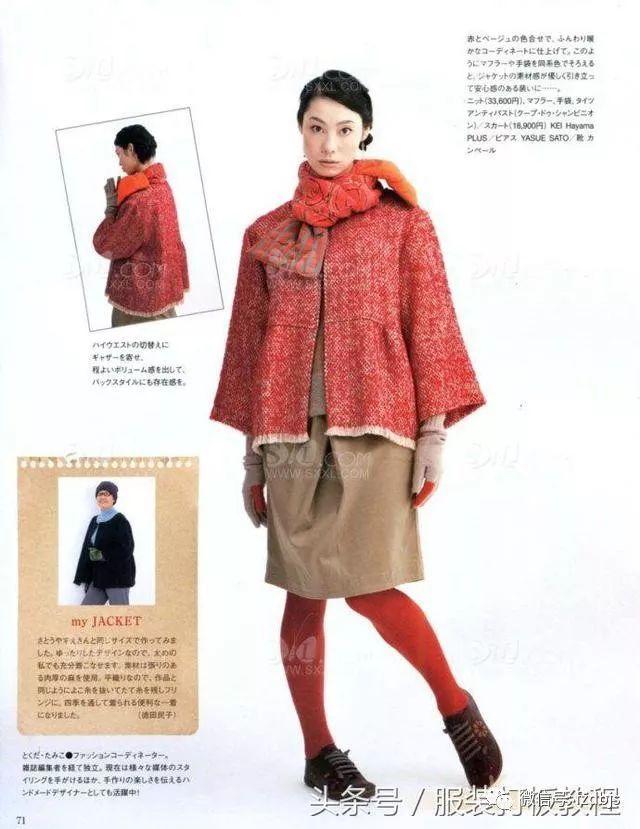 赤とベージュの色合せで、ふんわり暖
かなコーディネートに仕上げて。このよ
うにマフラーや手袋を同系色でそろえる
と、ジャケットの素材感が優しく引き立って
安心感のある装いに……。
ニット(33,600円)、マフラー、手袋、タイツ
アンティパスト(クープ・ドゥ・シャンピニオ
ン)／スカート(18,900円) KEI Hayama
PLUS／ピアス YASUE SATO／靴 カ
ンペール
ハイウエストの切替えに
ギャザーを寄せ、
程よいボリューム感を出して、
バックスタイルにも存在感を。
my JACKET
さとうやすえさんと同じサイズで作ってみま
した。ゆったりしたデザインなので、太めの
私でも充分着こなせます。素材は張りのあ
る肉厚の麻を使用。平織りなので、作品と
同じようによこ糸を抜いてたて糸を残しフリ
ンジに。四季を通して着られる便利な一着
になりました。 (徳田民子)
とくだ・たみこ●ファッションコーディネーター。
雑誌編集者を経て独立。現在は様々な媒体のスタ
イリングを手がけるほか、手作りの楽しさを伝えるハ
ンドメードデザイナーとしても活躍中!
71
WWW.SXXL.COM
头条号／服装打板教程